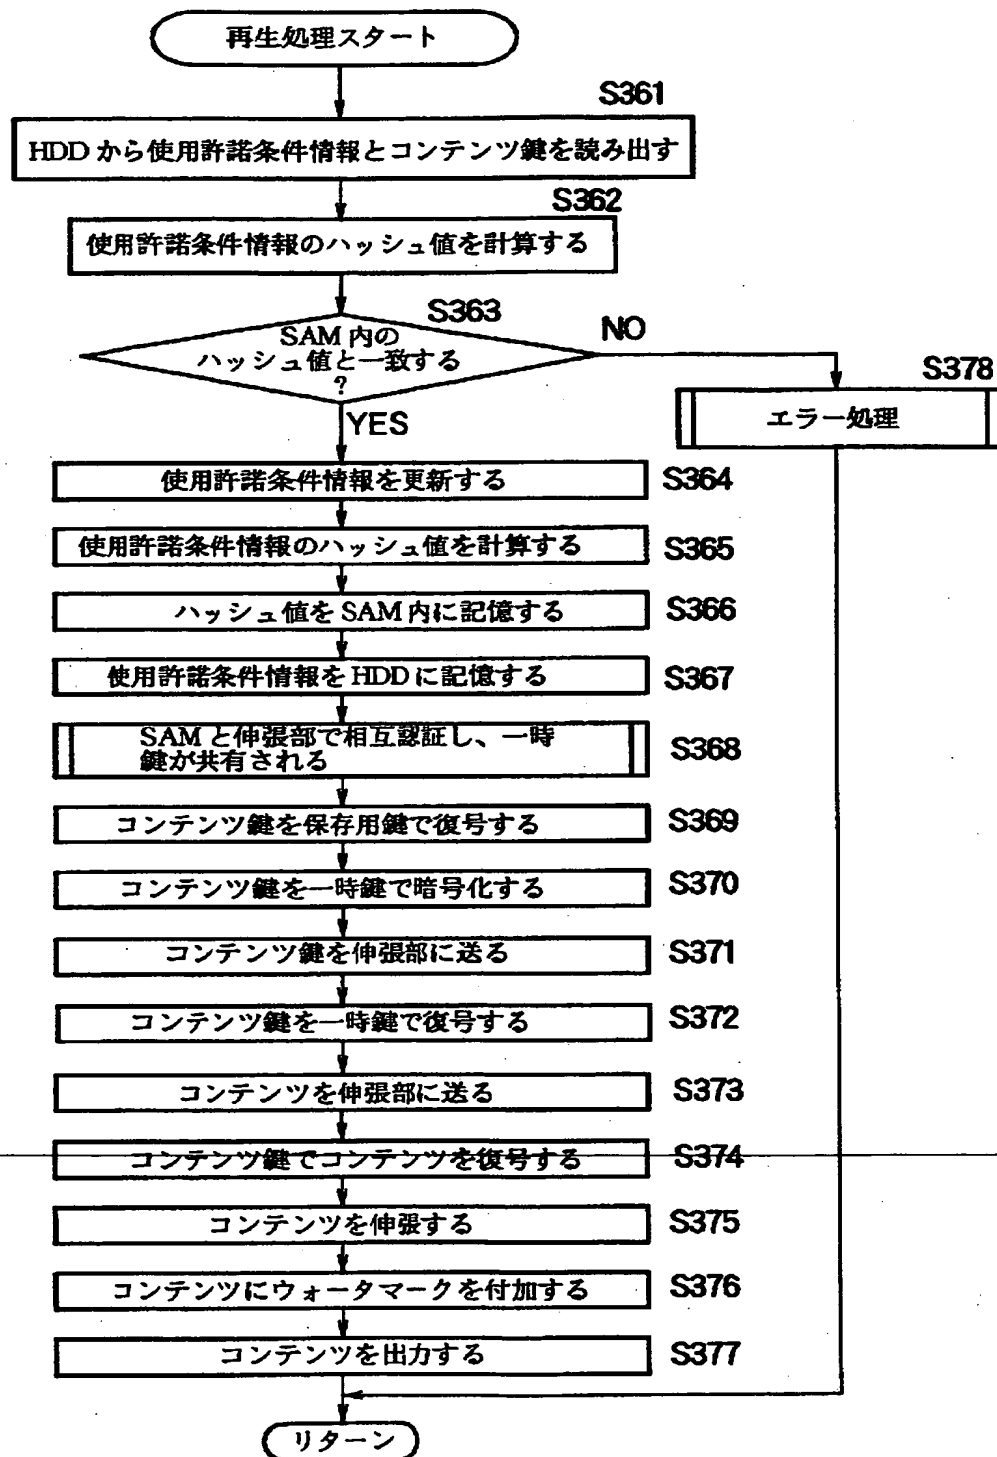 再生処理スタート
S361
HDDから使用許諾条件情報とコンテンツ鍵を読み出す
S362
使用許諾条件情報のハッシュ値を計算する
S363
SAM内の
ハッシュ値と一致する
?
NO
YES
S378
エラー処理
使用許諾条件情報を更新する
S364
使用許諾条件情報のハッシュ値を計算する
S365
ハッシュ値をSAM内に記憶する
S366
使用許諾条件情報をHDDに記憶する
S367
SAMと伸張部で相互認証し、一時
鍵が共有される
S368
コンテンツ鍵を保存用鍵で復号する
S369
コンテンツ鍵を一時鍵で暗号化する
S370
コンテンツ鍵を伸張部に送る
S371
コンテンツ鍵を一時鍵で復号する
S372
コンテンツを伸張部に送る
S373
コンテンツ鍵でコンテンツを復号する
S374
コンテンツを伸張する
S375
コンテンツにウォータマークを付加する
S376
コンテンツを出力する
S377
リターン